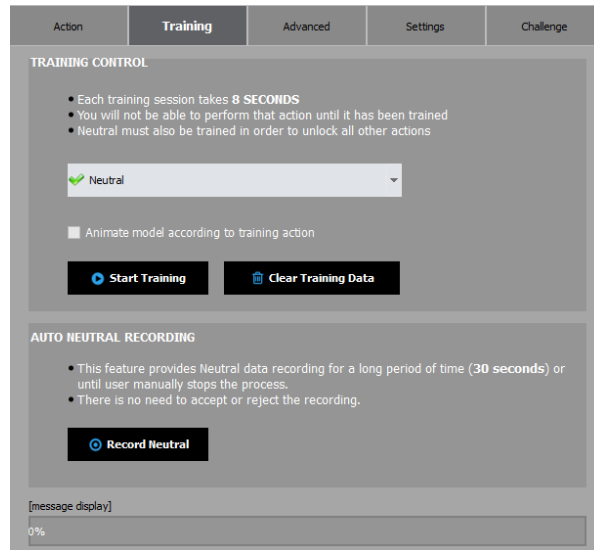 Action Training Advanced Settings Challenge
TRAINING CONTROL
• Each training session takes 8 SECONDS
• You will not be able to perform that action until it has been trained
• Neutral must also be trained in order to unlock all other actions
Neutral
Animate model according to training action
Start Training Clear Training Data
AUTO NEUTRAL RECORDING
• This feature provides Neutral data recording for a long period of time (30 seconds) or
until user manually stops the process.
• There is no need to accept or reject the recording.
Record Neutral
[message display]
0%